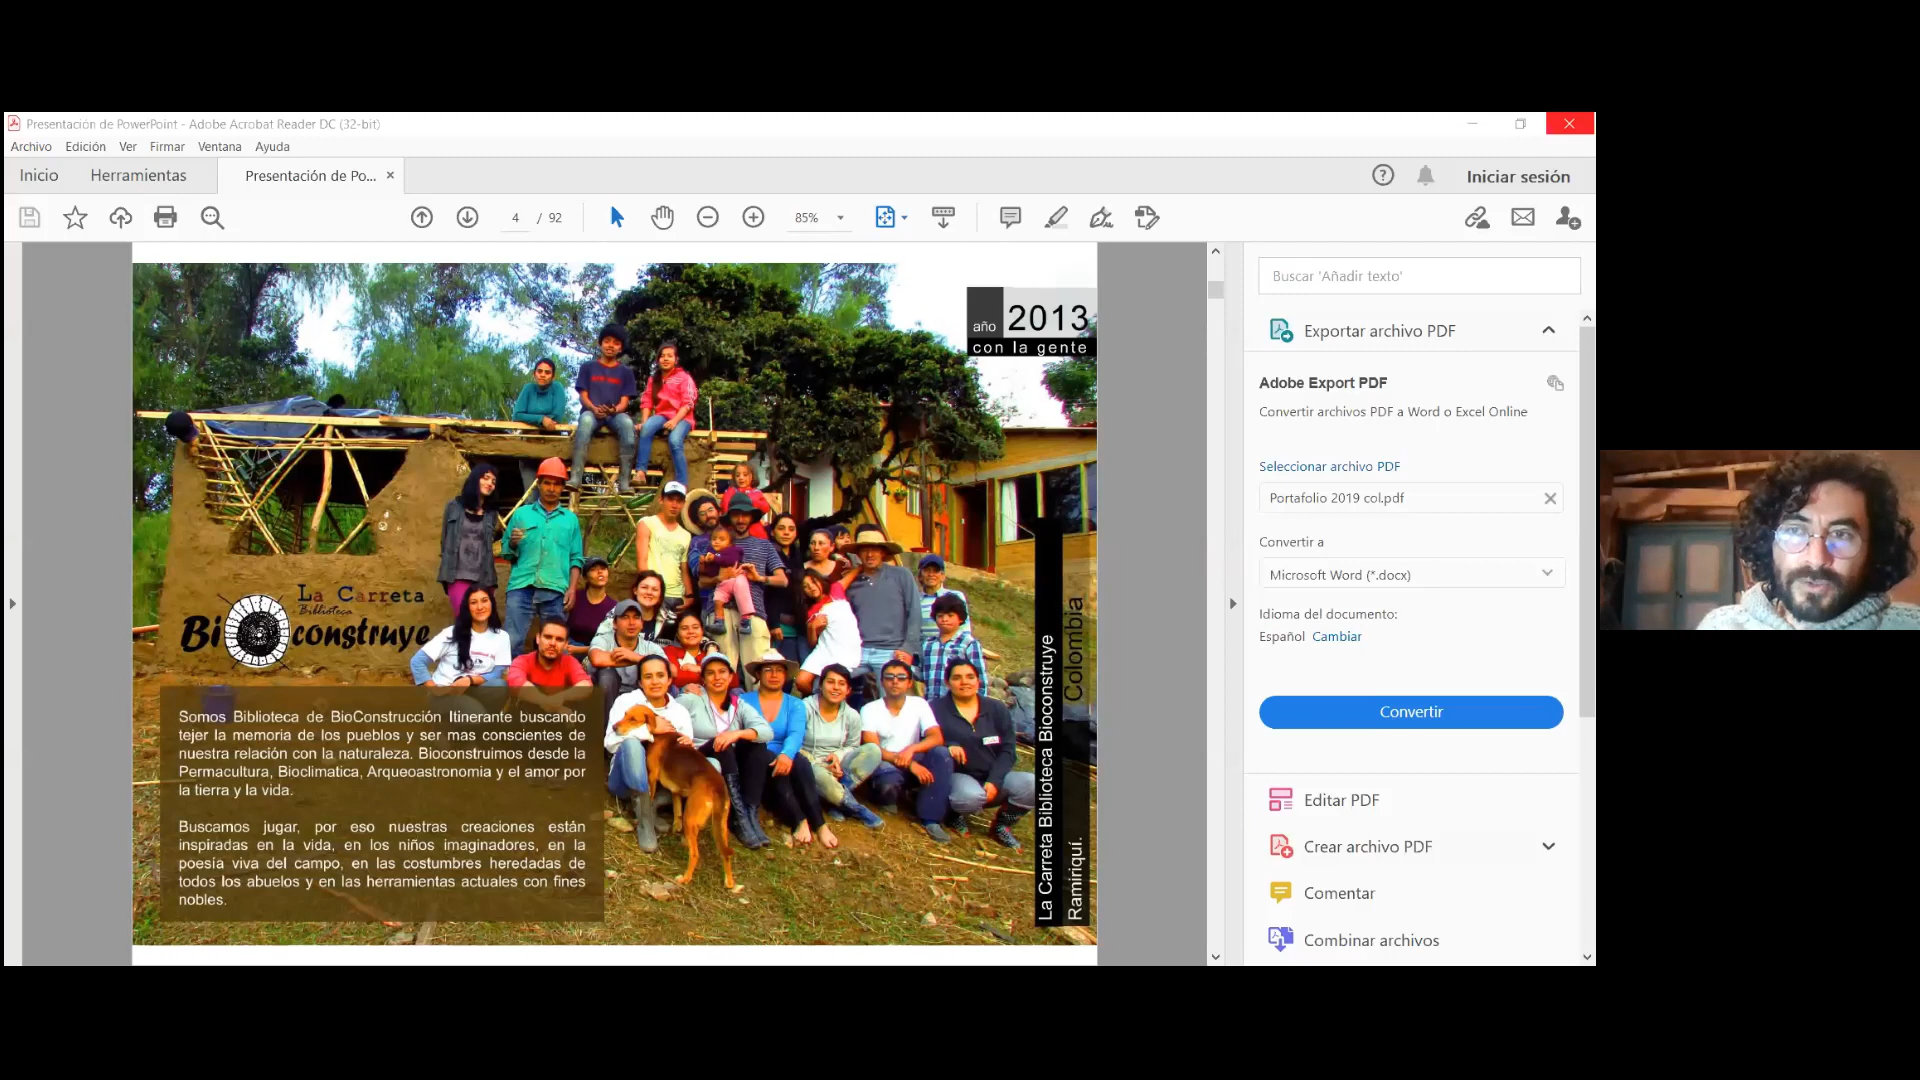 Presentación de PowerPoint - Adobe Acrobat Reader DC (32-bit)
Archivo Edición Ver Firmar Ventana Ayuda
Inicio Herramientas Presentación de Po... × Iniciar sesión
4 / 92 85%
Buscar 'Añadir texto'
Exportar archivo PDF
Adobe Export PDF
Convertir archivos PDF a Word o Excel Online
Seleccionar archivo PDF
Portafolio 2019 col.pdf
Convertir a
Microsoft Word (*.docx)
Idioma del documento:
Español Cambiar
Convertir
Editar PDF
Crear archivo PDF
Comentar
Combinar archivos
año 2013
con la gente
La Carreta
Biblioteca
Bioconstruye
Somos Biblioteca de BioConstrucción Itinerante buscando
tejer la memoria de los pueblos y ser mas conscientes de
nuestra relación con la naturaleza. Bioconstruimos desde la
Permacultura, Bioclimatica, Arqueoastronomia y el amor por
la tierra y la vida.
Buscamos jugar, por eso nuestras creaciones están
inspiradas en la vida, en los niños imaginadores, en la
poesía viva del campo, en las costumbres heredadas de
todos los abuelos y en las herramientas actuales con fines
nobles.
La Carreta Biblioteca Bioconstruye
Ramiriquí. Colombia